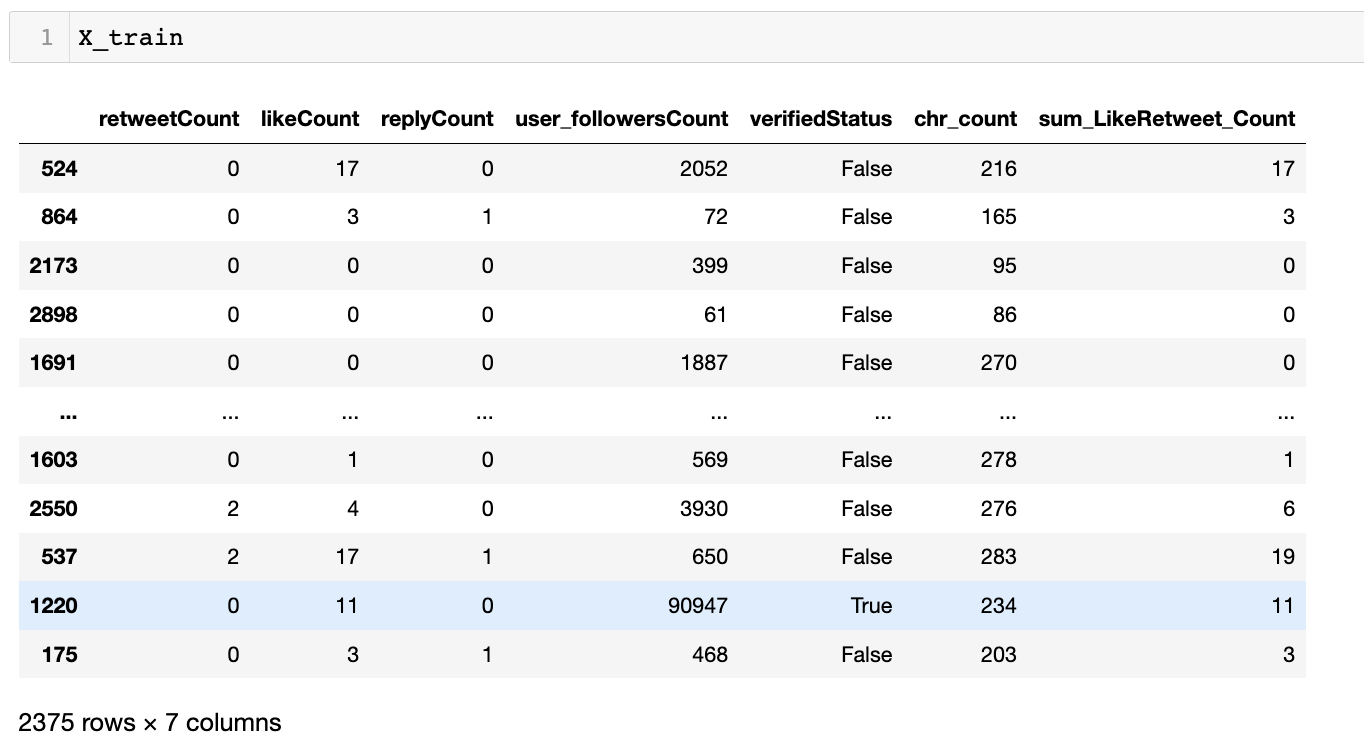 1 X_train
retweetCount likeCount replyCount user_followersCount verifiedStatus chr_count sum_LikeRetweet_Count
524 0 17 0 2052 False 216 17
864 0 3 1 72 False 165 3
2173 0 0 0 399 False 95 0
2898 0 0 0 61 False 86 0
1691 0 0 0 1887 False 270 0
... ... ... ... ... ... ... ...
1603 0 1 0 569 False 278 1
2550 2 4 0 3930 False 276 6
537 2 17 1 650 False 283 19
1220 0 11 0 90947 True 234 11
175 0 3 1 468 False 203 3
2375 rows × 7 columns